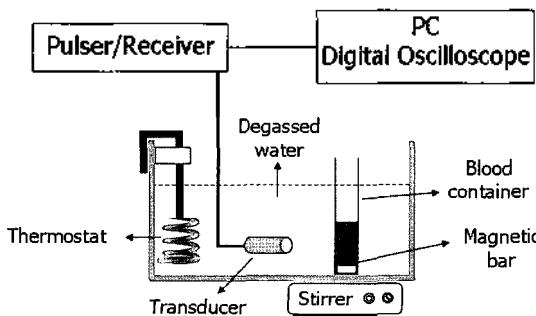 Pulser/Receiver
PC
Digital Oscilloscope
Degassed
water
Blood
container
Thermostat
Magnetic
bar
Transducer
Stirrer